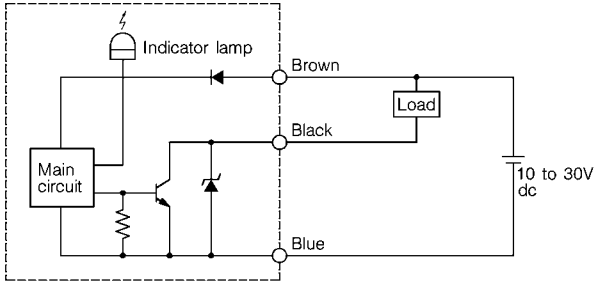 Indicator lamp
Brown
Load
Black
Main
circuit
10 to 30V
dc
Blue